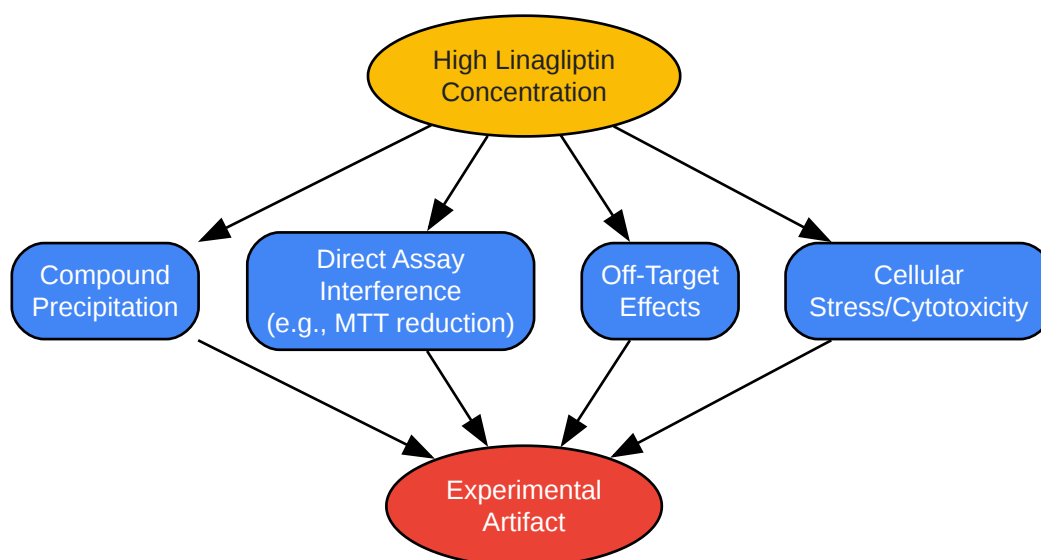 High Linagliptin
Concentration
Compound
Precipitation
Direct Assay
Interference
(e.g., MTT reduction)
Off-Target
Effects
Cellular
Stress/Cytotoxicity
Experimental
Artifact